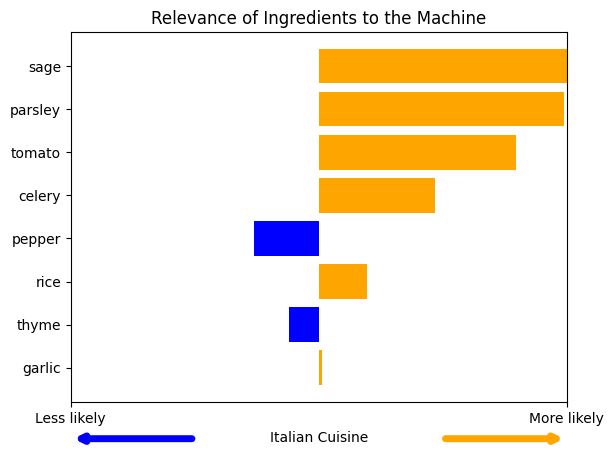 Relevance of Ingredients to the Machine
sage
parsley
tomato
celery
pepper
rice
thyme
garlic
Less likely
More likely
Italian Cuisine